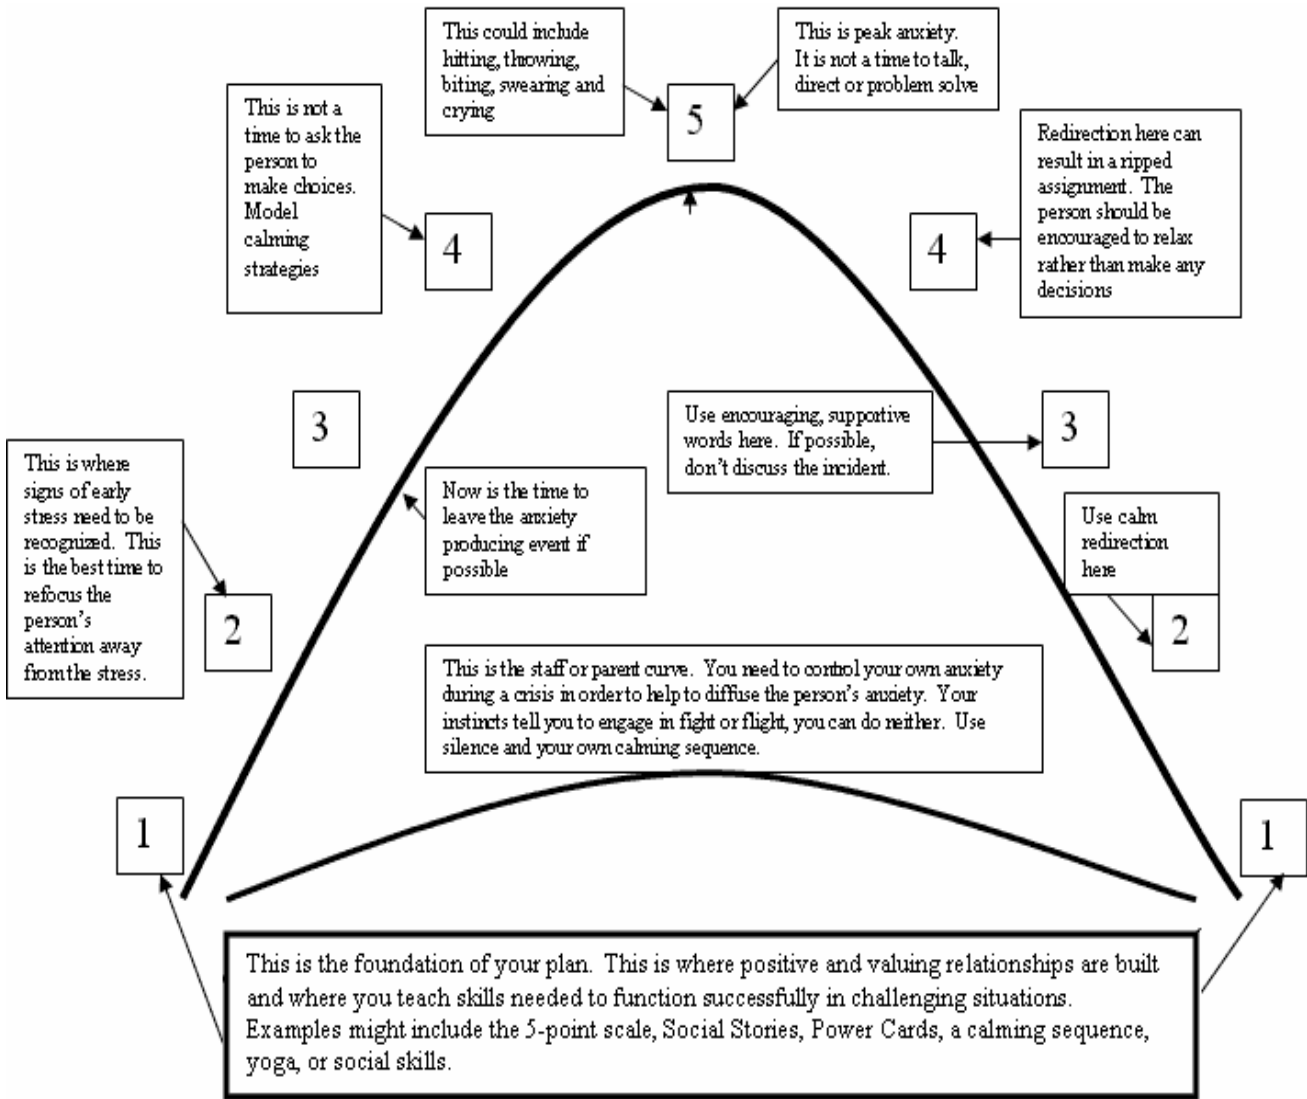 This could include
hitting, throwing,
biting, swearing and
crying
This is peak anxiety.
It is not a time to talk,
direct or problem solve
5
This is not a
time to ask the
person to
make choices.
Model
calming
strategies
4
Redirection here can
result in a ripped
assignment. The
person should be
encouraged to relax
rather than make any
decisions
4
3
Use encouraging, supportive
words here. If possible,
don't discuss the incident.
3
This is where
signs of early
stress need to be
recognized. This
is the best time to
refocus the
person's
attention away
from the stress.
2
Now is the time to
leave the anxiety
producing event if
possible
Use calm
redirection
here
2
This is the staff or parent curve. You need to control your own anxiety
during a crisis in order to help to diffuse the person's anxiety. Your
instincts tell you to engage in fight or flight, you can do neither. Use
silence and your own calming sequence.
1
1
This is the foundation of your plan. This is where positive and valuing relationships are built
and where you teach skills needed to function successfully in challenging situations.
Examples might include the 5-point scale, Social Stories, Power Cards, a calming sequence,
yoga, or social skills.